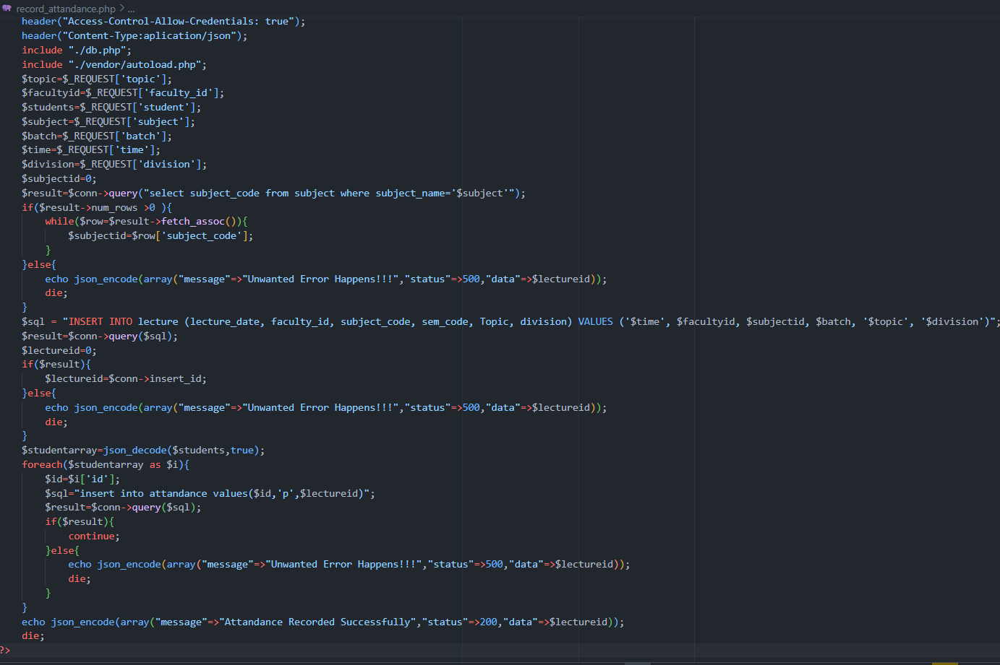 record_attandance.php > ...
header("Access-Control-Allow-Credentials: true");
header("Content-Type:aplication/json");
include "./db.php";
include "./vendor/autoload.php";
$topic=$_REQUEST['topic'];
$facultyid=$_REQUEST['faculty_id'];
$students=$_REQUEST['student'];
$subject=$_REQUEST['subject'];
$batch=$_REQUEST['batch'];
$time=$_REQUEST['time'];
$division=$_REQUEST['division'];
$subjectid=0;
$result=$conn->query("select subject_code from subject where subject_name='$subject'");
if($result->num_rows >0 ){
    while($row=$result->fetch_assoc()){
        $subjectid=$row['subject_code'];
    }
}else{
    echo json_encode(array("message"=>"Unwanted Error Happens!!!","status"=>500,"data"=>$lectureid));
    die;
}
$sql = "INSERT INTO lecture (lecture_date, faculty_id, subject_code, sem_code, Topic, division) VALUES ('$time', $facultyid, $subjectid, $batch, '$topic', '$division')";
$result=$conn->query($sql);
$lectureid=0;
if($result){
    $lectureid=$conn->insert_id;
}else{
    echo json_encode(array("message"=>"Unwanted Error Happens!!!","status"=>500,"data"=>$lectureid));
    die;
}
$studentarray=json_decode($students,true);
foreach($studentarray as $i){
    $id=$i['id'];
    $sql="insert into attandance values($id,'p',$lectureid)";
    $result=$conn->query($sql);
    if($result){
        continue;
    }else{
        echo json_encode(array("message"=>"Unwanted Error Happens!!!","status"=>500,"data"=>$lectureid));
        die;
    }
}
echo json_encode(array("message"=>"Attandance Recorded Successfully","status"=>200,"data"=>$lectureid));
die;
?>